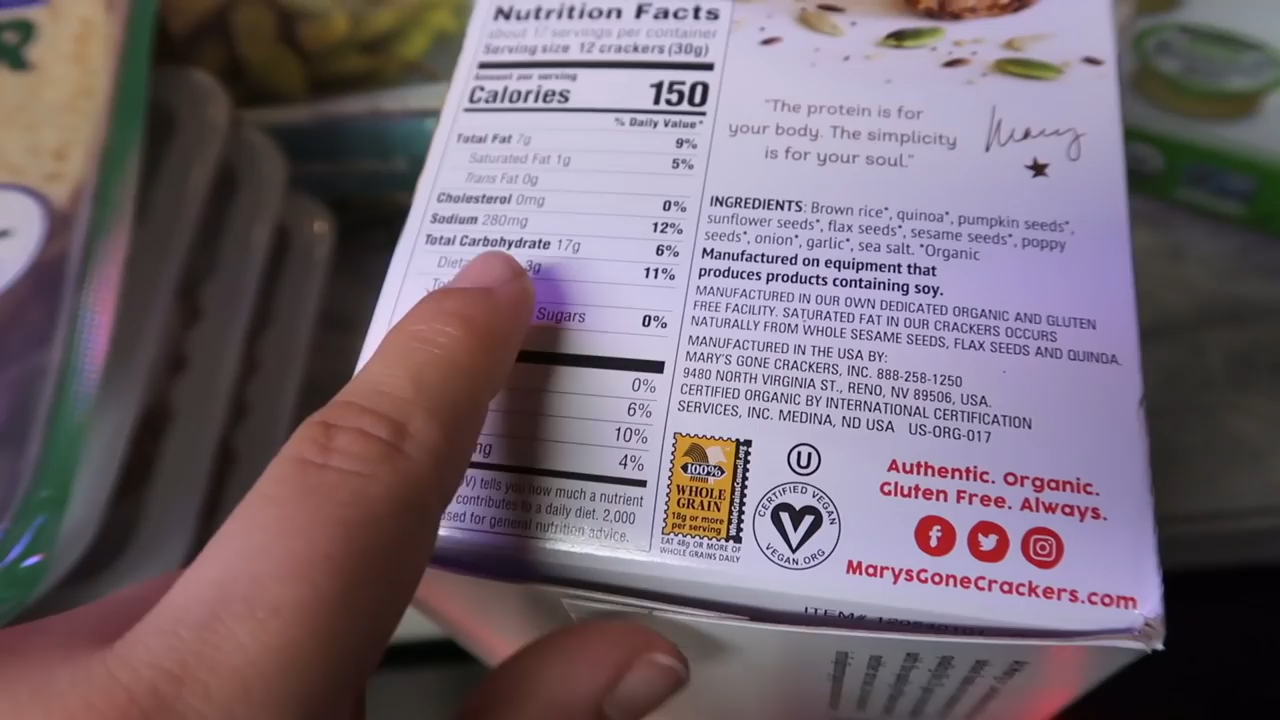 R
Nutrition Facts
about 17 servings per container
Serving size 12 crackers (30g)
Amount per serving
Calories 150
% Daily Value*
Total Fat 7g 9%
Saturated Fat 1g 5%
Trans Fat 0g
Cholesterol 0mg 0%
Sodium 280mg 12%
Total Carbohydrate 17g 6%
3g 11%
Sugars 0%
0%
6%
10%
4%
tells you how much a nutrient
contributes to a daily diet. 2,000
for general nutrition advice.
"The protein is for
your body. The simplicity
is for your soul."
Mary
INGREDIENTS: Brown rice*, quinoa*, pumpkin seeds*,
sunflower seeds*, flax seeds*, sesame seeds*, poppy
seeds*, onion*, garlic*, sea salt. *Organic
Manufactured on equipment that
produces products containing soy.
MANUFACTURED IN OUR OWN DEDICATED ORGANIC AND GLUTEN
FREE FACILITY. SATURATED FAT IN OUR CRACKERS OCCURS
NATURALLY FROM WHOLE SESAME SEEDS, FLAX SEEDS AND QUINOA.
MANUFACTURED IN THE USA BY:
MARY'S GONE CRACKERS, INC. 888-258-1250
9480 NORTH VIRGINIA ST., RENO, NV 89506, USA.
CERTIFIED ORGANIC BY INTERNATIONAL CERTIFICATION
SERVICES, INC. MEDINA, ND USA US-ORG-017
100%
WHOLE
GRAIN
18g or more
per serving
WholeGrainsCouncil.org
EAT 48g OR MORE OF
WHOLE GRAINS DAILY
U
CERTIFIED VEGAN
VEGAN.ORG
Authentic. Organic.
Gluten Free. Always.
MarysGoneCrackers.com
ITEM#